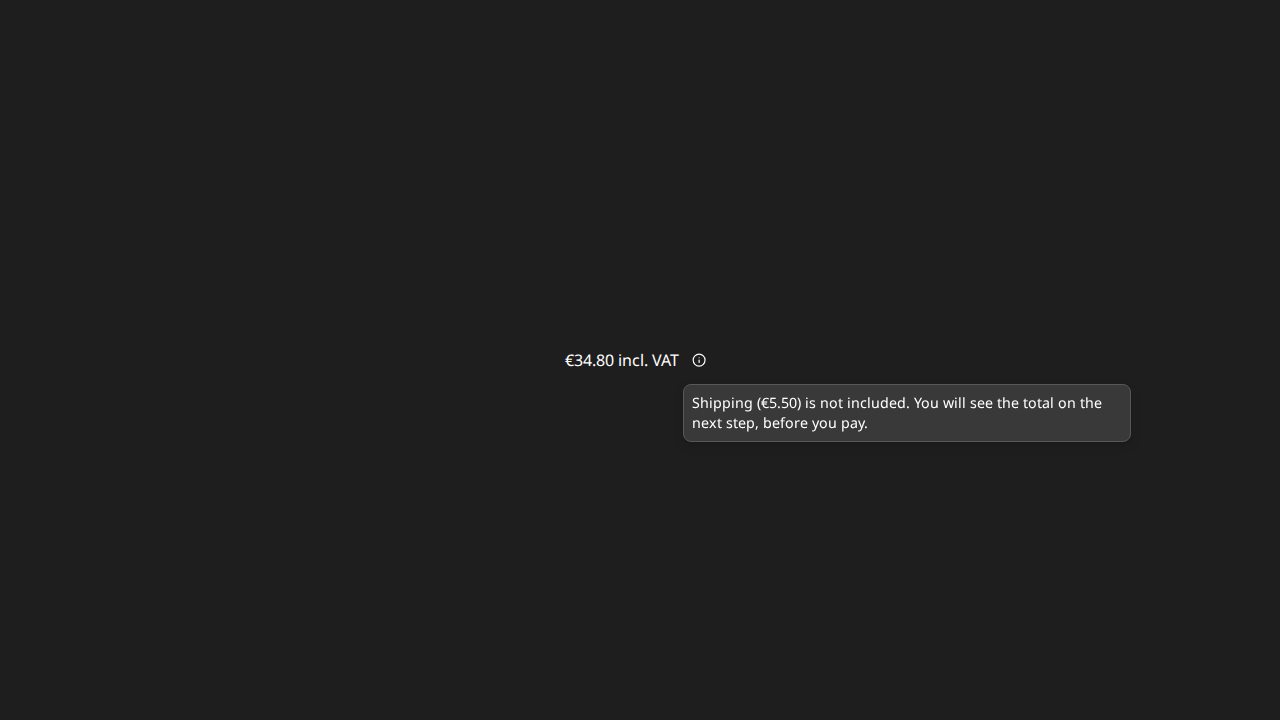 €34.80 incl. VAT
Shipping (€5.50) is not included. You will see the total on the
next step, before you pay.